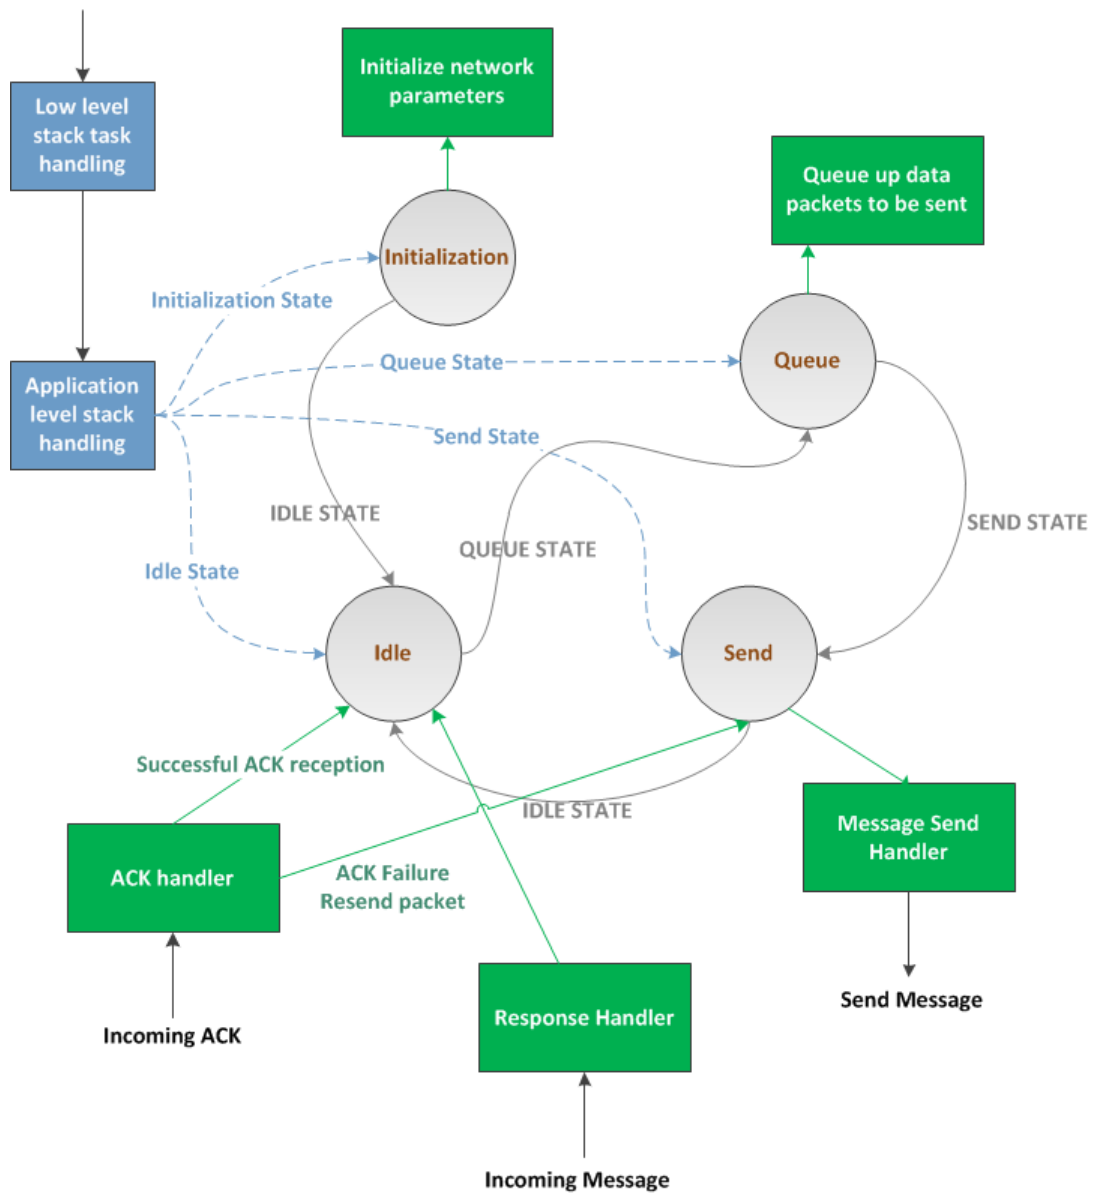 Initialize network
parameters
Low level
stack task
handling
Queue up data
packets to be sent
Initialization
Initialization State
Queue State
Queue
Application
level stack
handling
Send State
IDLE STATE
SEND STATE
QUEUE STATE
Idle State
Idle
Send
Successful ACK reception
IDLE STATE
Message Send
Handler
ACK handler
ACK Failure
Resend packet
Send Message
Response Handler
Incoming ACK
Incoming Message